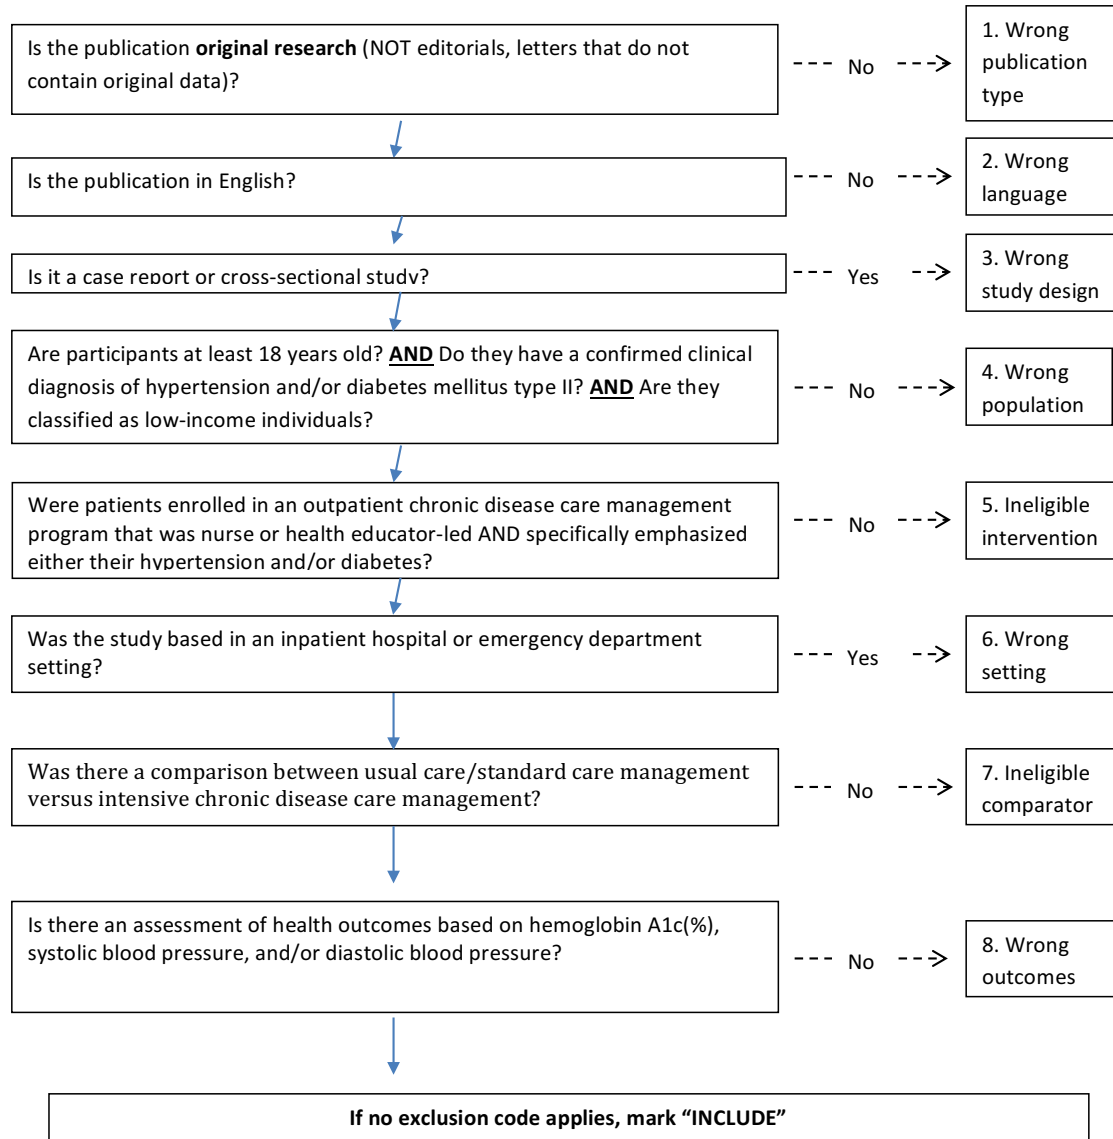 Is the publication original research (NOT editorials, letters that do not
contain original data)?
No
1. Wrong
publication
type
Is the publication in English?
No
2. Wrong
language
Is it a case report or cross-sectional study?
Yes
3. Wrong
study design
Are participants at least 18 years old? AND Do they have a confirmed clinical
diagnosis of hypertension and/or diabetes mellitus type II? AND Are they
classified as low-income individuals?
No
4. Wrong
population
Were patients enrolled in an outpatient chronic disease care management
program that was nurse or health educator-led AND specifically emphasized
either their hypertension and/or diabetes?
No
5. Ineligible
intervention
Was the study based in an inpatient hospital or emergency department
setting?
Yes
6. Wrong
setting
Was there a comparison between usual care/standard care management
versus intensive chronic disease care management?
No
7. Ineligible
comparator
Is there an assessment of health outcomes based on hemoglobin A1c(%),
systolic blood pressure, and/or diastolic blood pressure?
No
8. Wrong
outcomes
If no exclusion code applies, mark “INCLUDE”